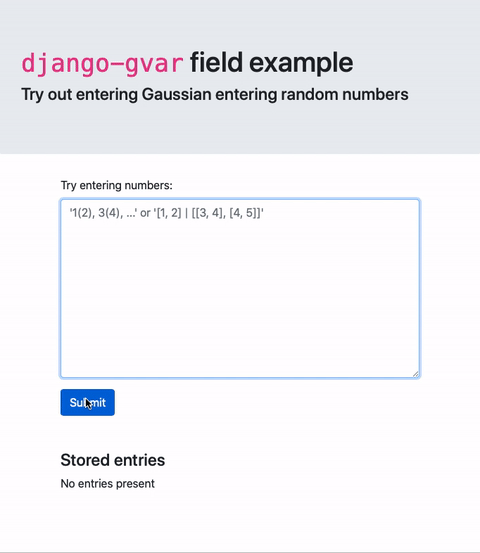 django-gvar field example
Try out entering Gaussian entering random numbers
Try entering numbers:
'1(2), 3(4), ...' or '[1, 2] | [[3, 4], [4, 5]]'
Submit
Stored entries
No entries present